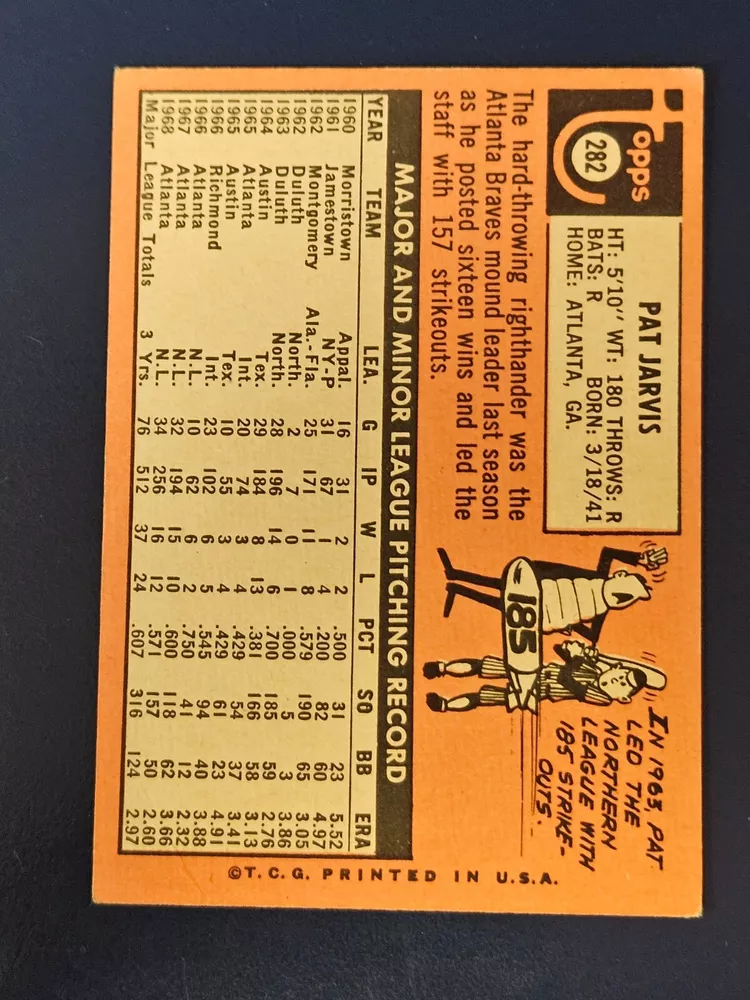 Topps
282
PAT JARVIS
HT: 5'10" WT: 180 THROWS: R
BATS: R BORN: 3/18/41
HOME: ATLANTA, GA.
The hard-throwing righthander was the
Atlanta Braves mound leader last season
as he posted sixteen wins and led the
staff with 157 strikeouts.
185
IN 1963, PAT
LED THE
NORTHERN
LEAGUE WITH
185 STRIKE-
OUTS.
MAJOR AND MINOR LEAGUE PITCHING RECORD
YEAR TEAM LEA. G IP W L PCT SO BB ERA
1960 Morristown Appal. 16 31 2 2 .500 31 23 5.52
1961 Jamestown NY-P 31 67 1 4 .200 82 60 4.97
1962 Montgomery Ala.-Fla. 25 171 11 8 .579 190 65 3.05
1962 Duluth North. 2 7 0 1 .000 5 3 3.86
1963 Duluth North. 28 196 14 6 .700 185 59 2.76
1964 Austin Tex. 29 184 8 13 .381 166 58 3.13
1965 Atlanta Int. 20 74 3 4 .429 54 37 3.41
1965 Austin Tex. 10 55 3 4 .429 61 23 4.91
1966 Richmond Int. 23 102 6 5 .545 94 40 3.88
1966 Atlanta N.L. 10 62 6 2 .750 41 12 2.32
1967 Atlanta N.L. 32 194 15 10 .600 118 62 3.66
1968 Atlanta N.L. 34 256 16 12 .571 157 50 2.60
Major League Totals 3 Yrs. 76 512 37 24 .607 316 124 2.97
©T.C.G. PRINTED IN U.S.A.